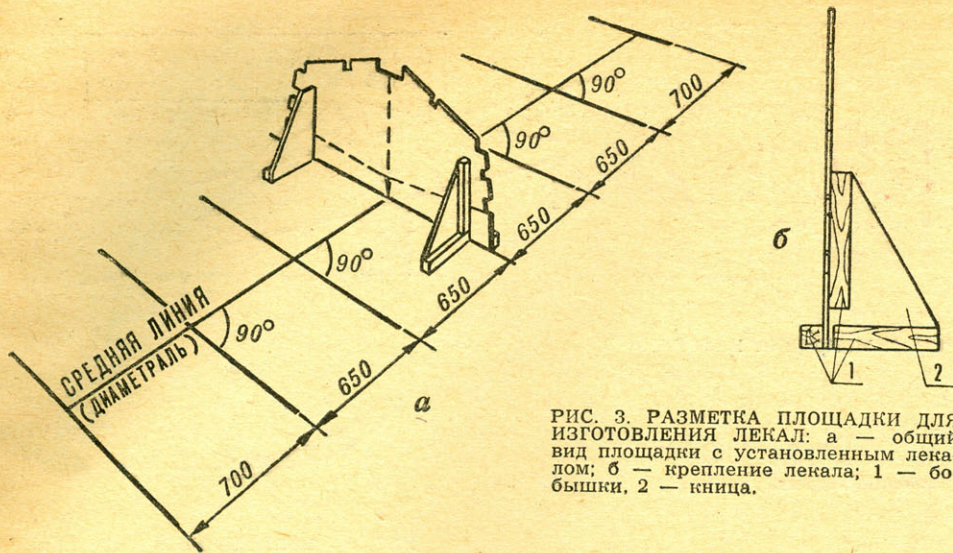 700
90°
650
90°
650
650
90°
650
90°
700
СРЕДНЯЯ ЛИНИЯ
(ДИАМЕТРАЛЬ)
а
б
1
2
РИС. 3. РАЗМЕТКА ПЛОЩАДКИ ДЛЯ
ИЗГОТОВЛЕНИЯ ЛЕКАЛ: а — общий
вид площадки с установленным лека
лом; б — крепление лекала; 1 — бо
бышки, 2 — кница.